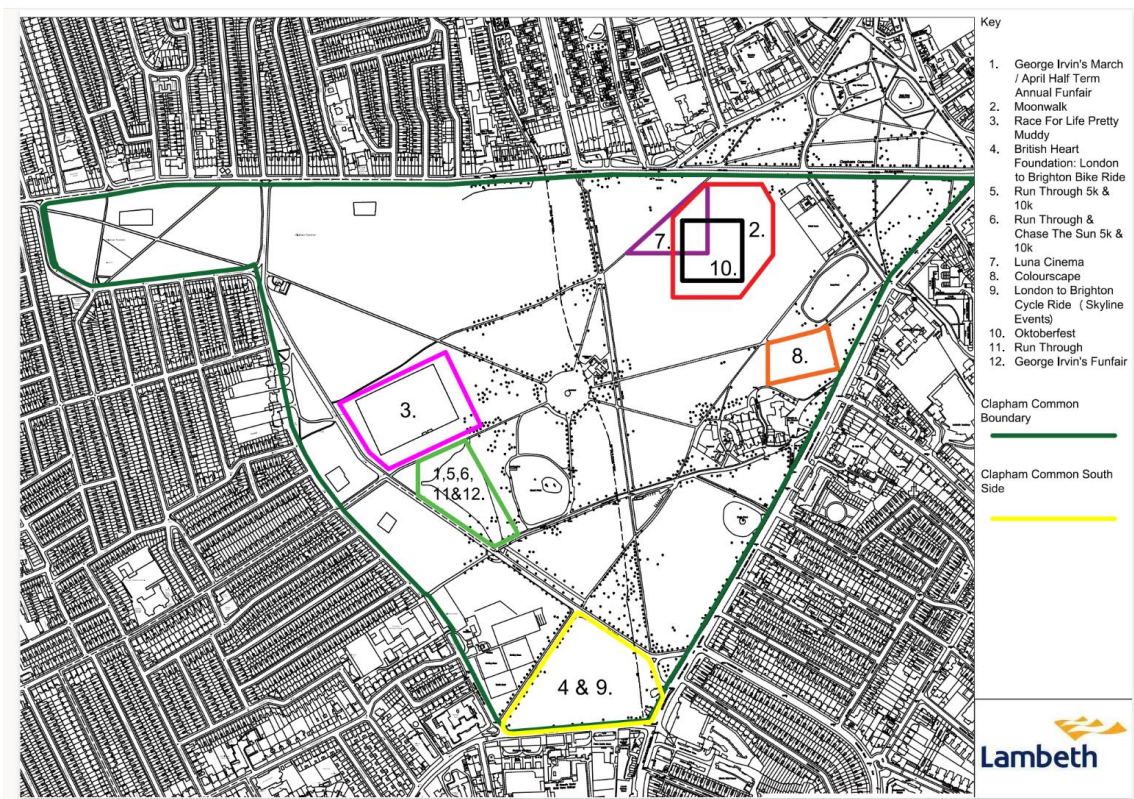 Key
1. George Irvin's March
/ April Half Term
Annual Funfair
2. Moonwalk
3. Race For Life Pretty
Muddy
4. British Heart
Foundation: London
to Brighton Bike Ride
5. Run Through 5k &
10k
6. Run Through &
Chase The Sun 5k &
10k
7. Luna Cinema
8. Colourscape
9. London to Brighton
Cycle Ride ( Skyline
Events)
10. Oktoberfest
11. Run Through
12. George Irvin's Funfair
Clapham Common
Boundary
Clapham Common South
Side
Lambeth
Clapham Common
7.
2.
10.
8.
3.
1,5,6,
11&12.
4 & 9.